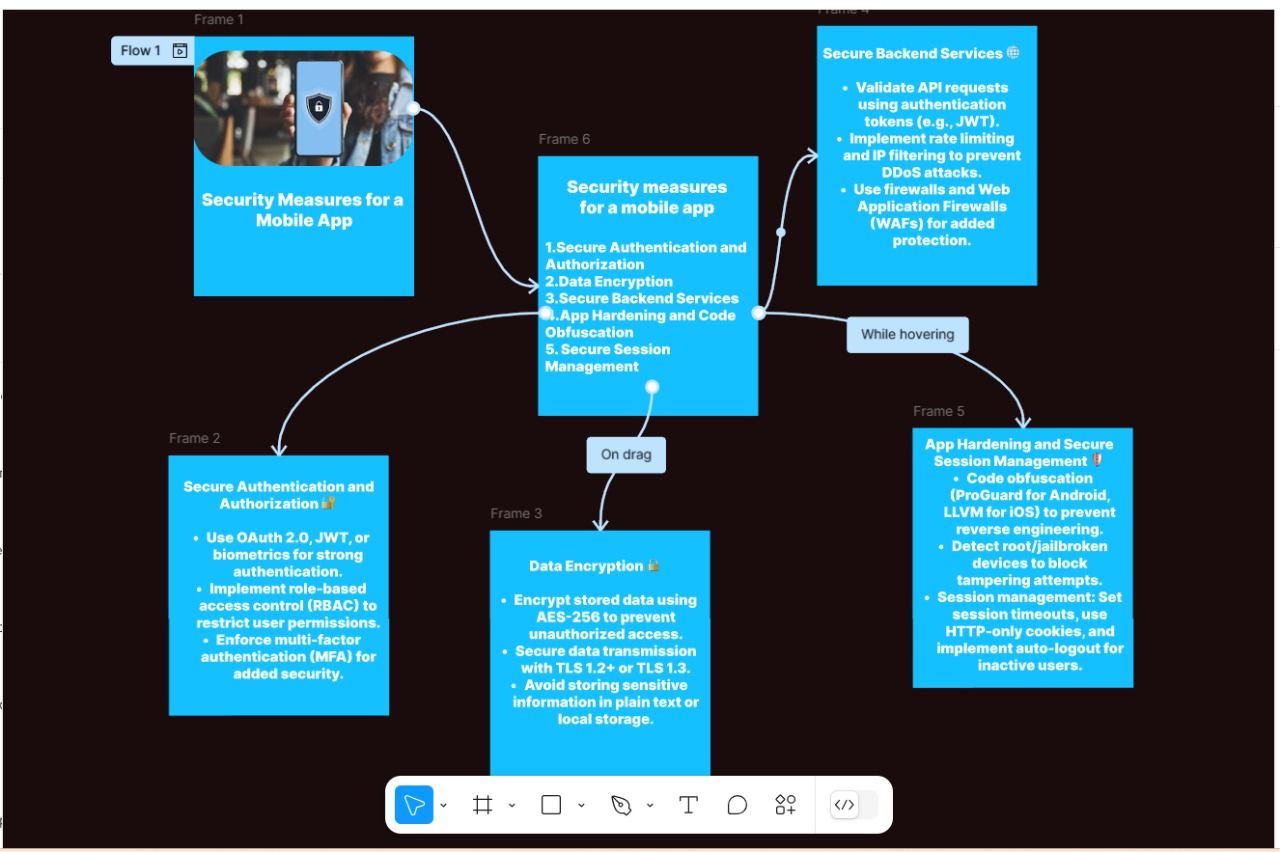 Frame 1
Flow 1
Security Measures for a
Mobile App
Frame 6
Security measures
for a mobile app
1.Secure Authentication and
Authorization
2.Data Encryption
3.Secure Backend Services
4.App Hardening and Code
Obfuscation
5. Secure Session
Management
Frame 4
Secure Backend Services 🌐
• Validate API requests
using authentication
tokens (e.g., JWT).
• Implement rate limiting
and IP filtering to prevent
DDoS attacks.
• Use firewalls and Web
Application Firewalls
(WAFs) for added
protection.
While hovering
On drag
Frame 2
Secure Authentication and
Authorization 🔐
• Use OAuth 2.0, JWT, or
biometrics for strong
authentication.
• Implement role-based
access control (RBAC) to
restrict user permissions.
• Enforce multi-factor
authentication (MFA) for
added security.
Frame 3
Data Encryption 🔒
• Encrypt stored data using
AES-256 to prevent
unauthorized access.
• Secure data transmission
with TLS 1.2+ or TLS 1.3.
• Avoid storing sensitive
information in plain text or
local storage.
Frame 5
App Hardening and Secure
Session Management
• Code obfuscation
(ProGuard for Android,
LLVM for iOS) to prevent
reverse engineering.
• Detect root/jailbroken
devices to block
tampering attempts.
• Session management: Set
session timeouts, use
HTTP-only cookies, and
implement auto-logout for
inactive users.